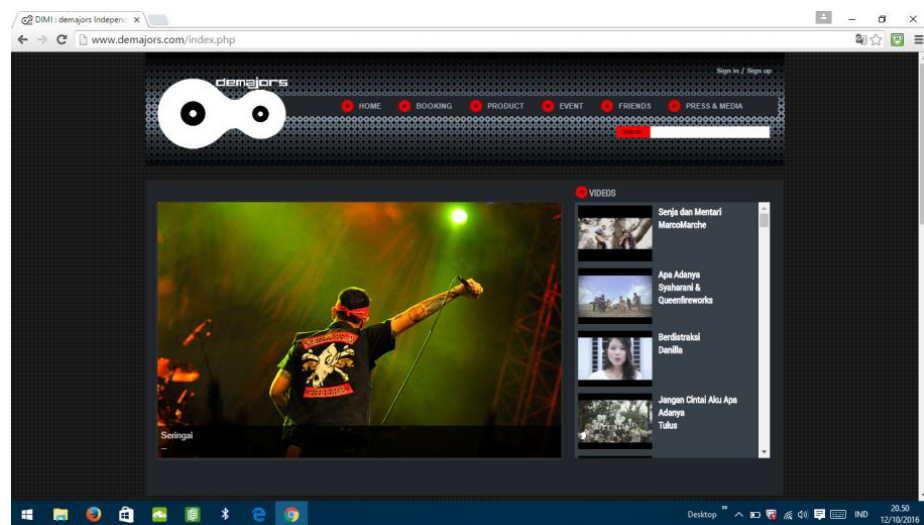 DIMI : demajors Indepen
www.demajors.com/index.php
Sign in / Sign up
demajors
HOME BOOKING PRODUCT EVENT FRIENDS PRESS & MEDIA
Search
VIDEOS
Senja dan Mentari
MarcoMarche
Apa Adanya
Syaharani &
Queenfireworks
Berdistraksi
Danilla
Jangan Cintai Aku Apa
Adanya
Tulus
Seringai
Desktop
IND
20.50
12/10/2016